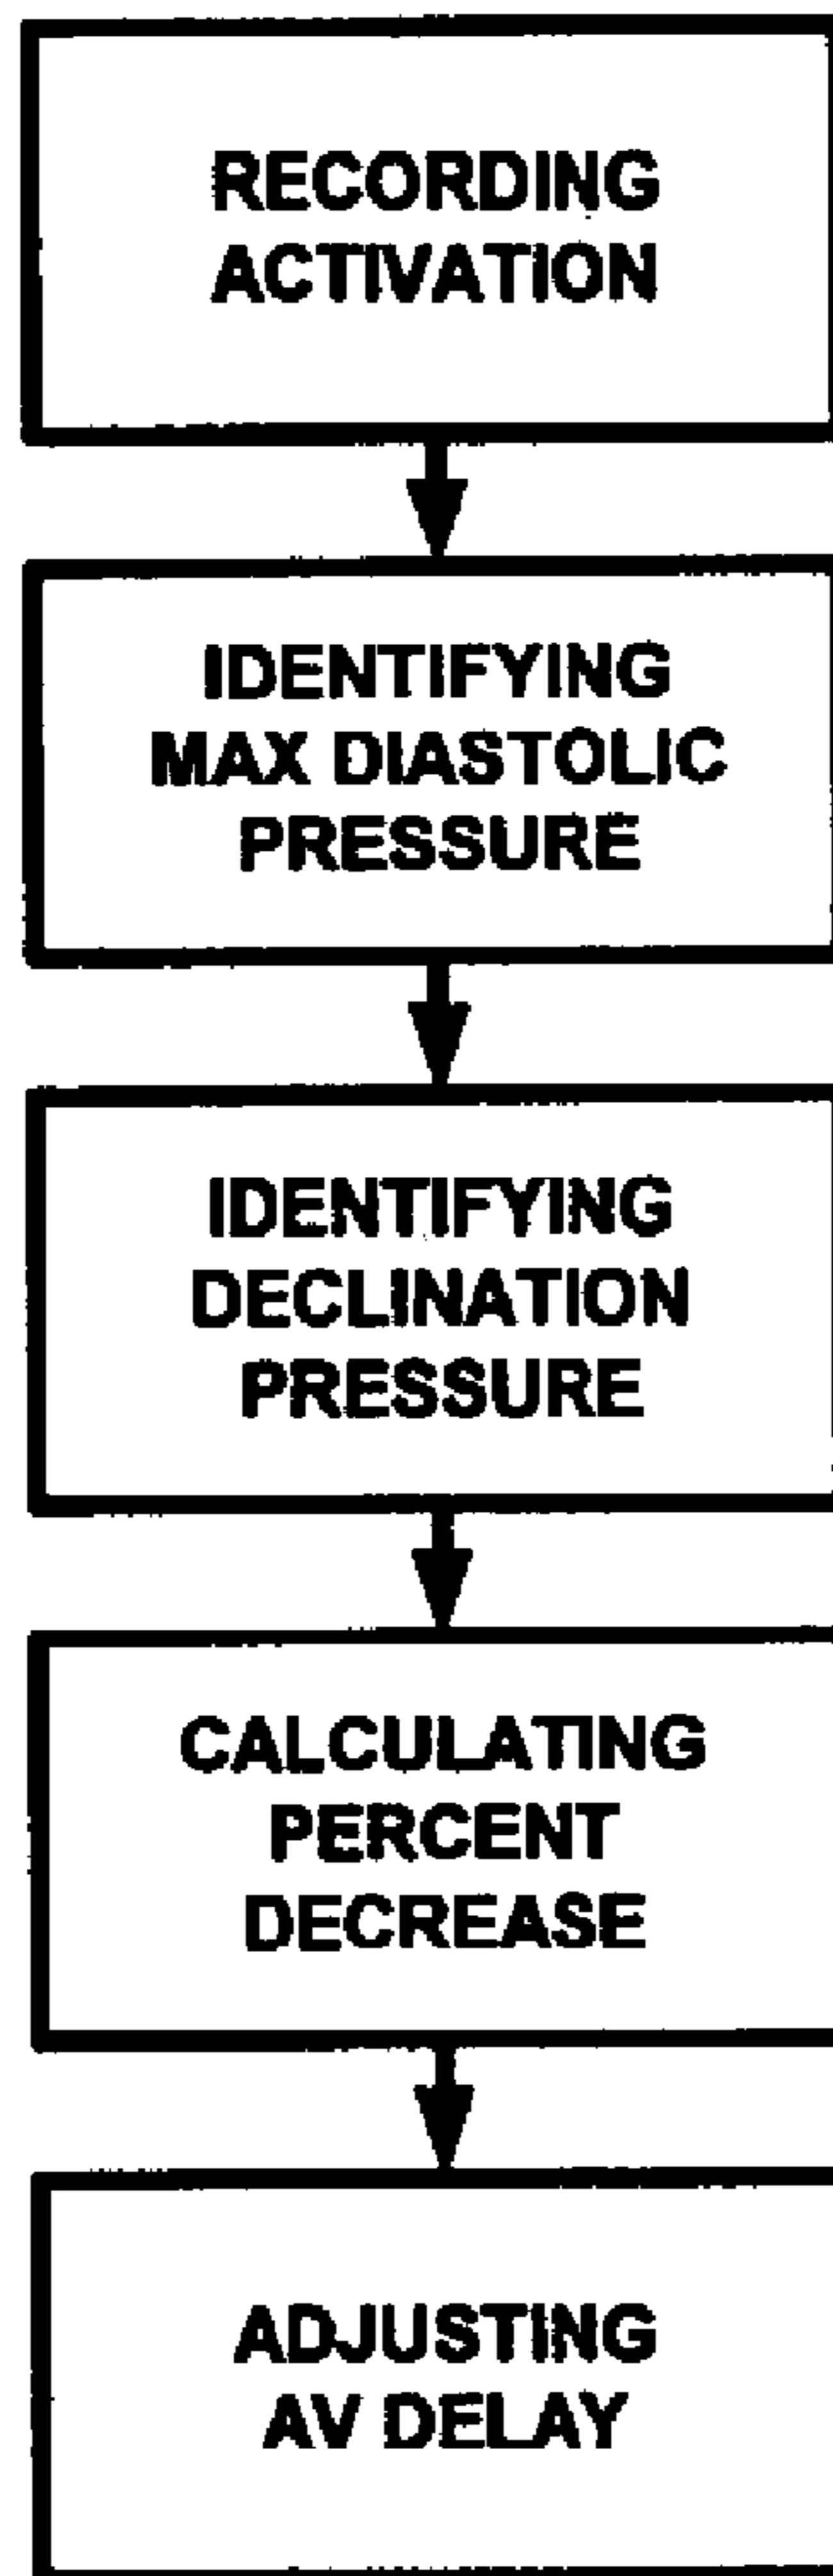 RECORDING
ACTIVATION
IDENTIFYING
MAX DIASTOLIC
PRESSURE
IDENTIFYING
DECLINATION
PRESSURE
CALCULATING
PERCENT
DECREASE
ADJUSTING
AV DELAY